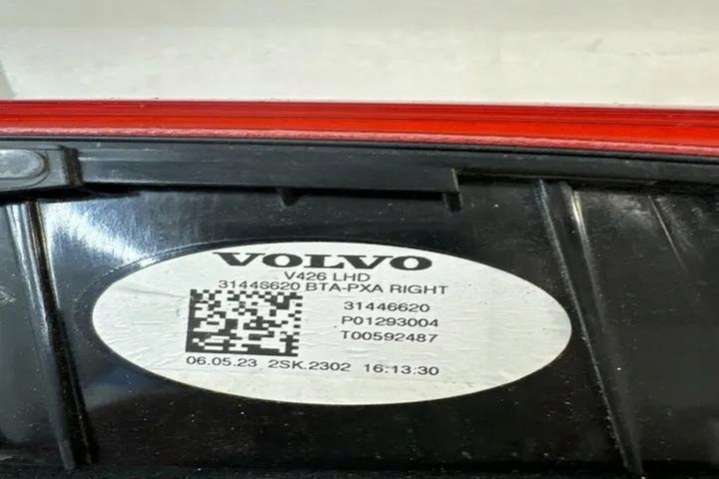 VOLVO
V426 LHD
31446620 BTA-PXA RIGHT
31446620
P01293004
T00592487
06.05.23 2SK.2302 16:13:30